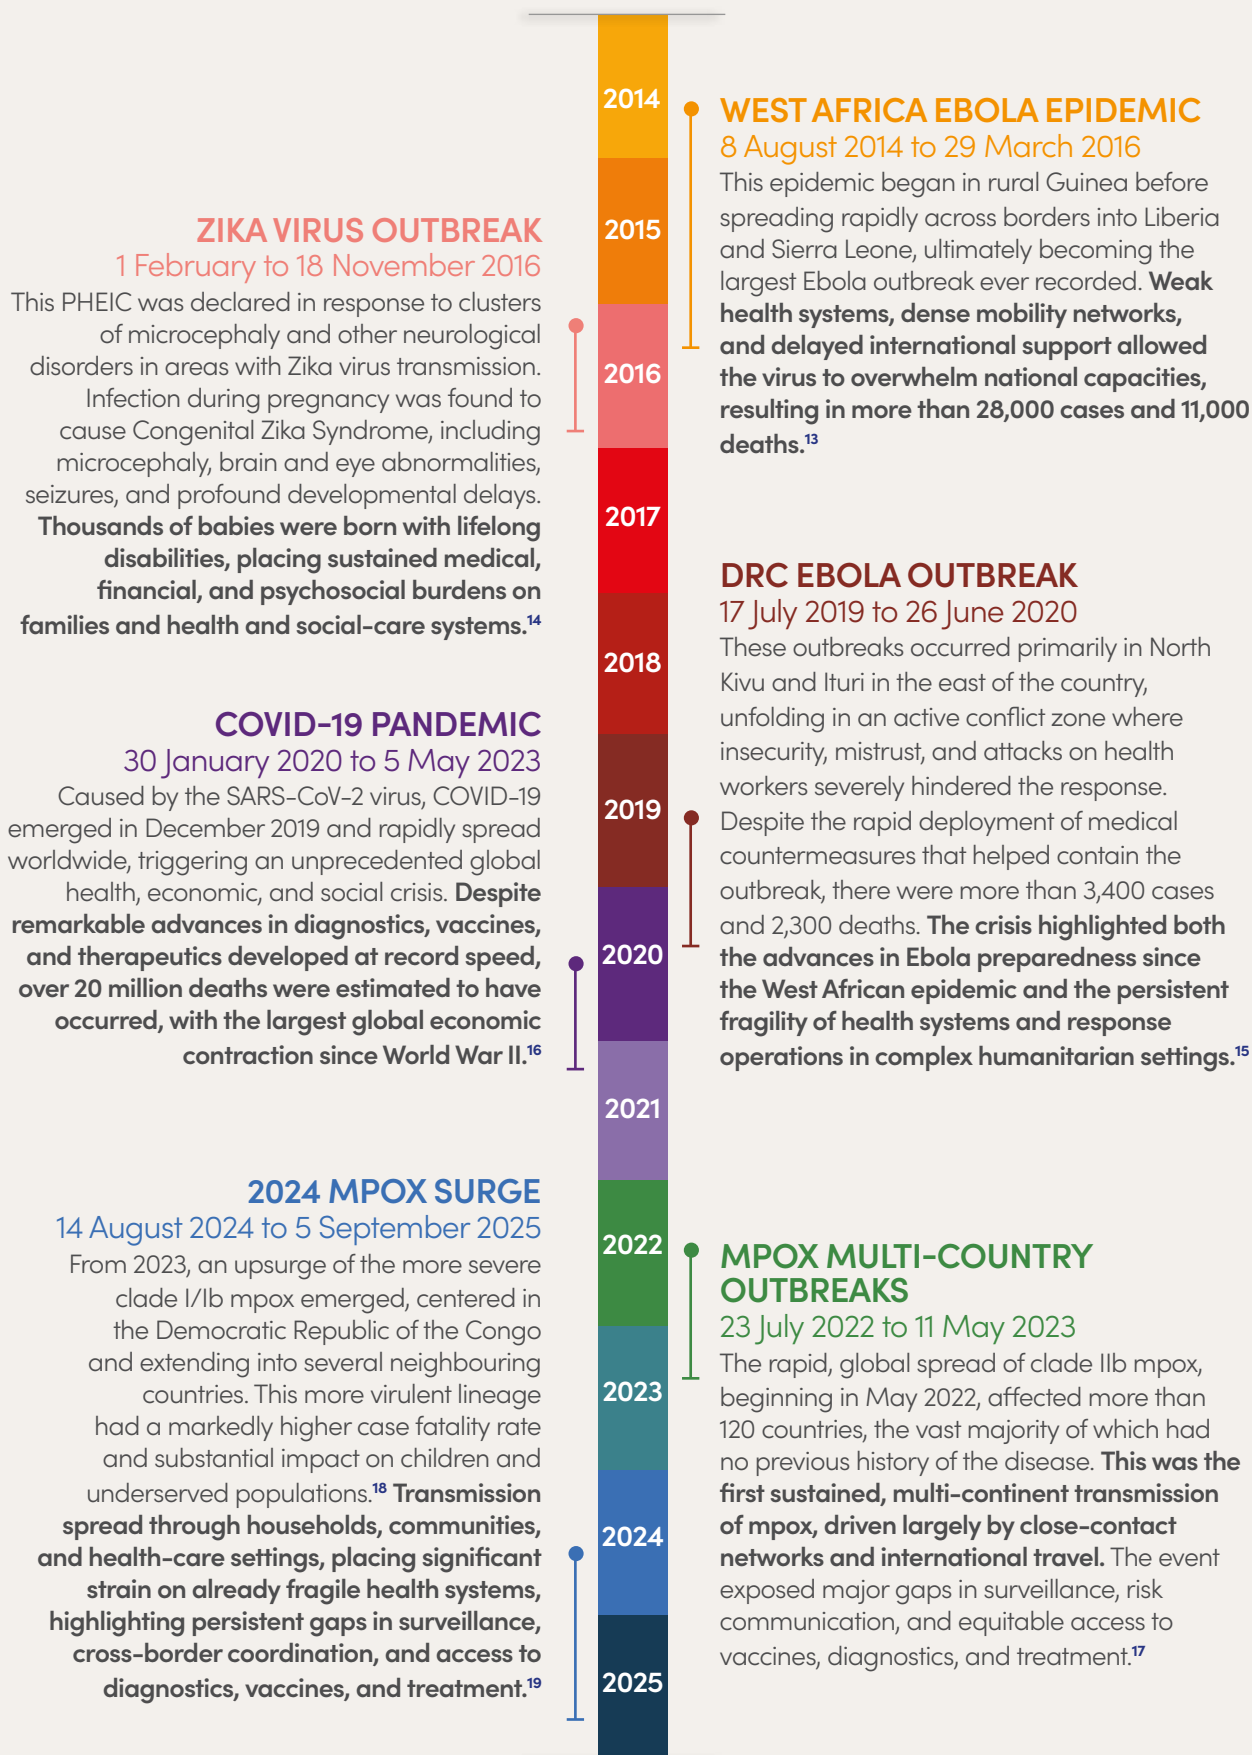 2014
WEST AFRICA EBOLA EPIDEMIC
8 August 2014 to 29 March 2016
This epidemic began in rural Guinea before
spreading rapidly across borders into Liberia
and Sierra Leone, ultimately becoming the
largest Ebola outbreak ever recorded. Weak
health systems, dense mobility networks,
and delayed international support allowed
the virus to overwhelm national capacities,
resulting in more than 28,000 cases and 11,000
deaths.13
2015
ZIKA VIRUS OUTBREAK
1 February to 18 November 2016
This PHEIC was declared in response to clusters
of microcephaly and other neurological
disorders in areas with Zika virus transmission.
Infection during pregnancy was found to
cause Congenital Zika Syndrome, including
microcephaly, brain and eye abnormalities,
seizures, and profound developmental delays.
Thousands of babies were born with lifelong
disabilities, placing sustained medical,
financial, and psychosocial burdens on
families and health and social-care systems.14
2016
2017
DRC EBOLA OUTBREAK
17 July 2019 to 26 June 2020
These outbreaks occurred primarily in North
Kivu and Ituri in the east of the country,
unfolding in an active conflict zone where
insecurity, mistrust, and attacks on health
workers severely hindered the response.
Despite the rapid deployment of medical
countermeasures that helped contain the
outbreak, there were more than 3,400 cases
and 2,300 deaths. The crisis highlighted both
the advances in Ebola preparedness since
the West African epidemic and the persistent
fragility of health systems and response
operations in complex humanitarian settings.15
2018
COVID-19 PANDEMIC
30 January 2020 to 5 May 2023
Caused by the SARS-CoV-2 virus, COVID-19
emerged in December 2019 and rapidly spread
worldwide, triggering an unprecedented global
health, economic, and social crisis. Despite
remarkable advances in diagnostics, vaccines,
and therapeutics developed at record speed,
over 20 million deaths were estimated to have
occurred, with the largest global economic
contraction since World War II.16
2019
2020
2021
2024 MPOX SURGE
14 August 2024 to 5 September 2025
From 2023, an upsurge of the more severe
clade I/Ib mpox emerged, centered in
the Democratic Republic of the Congo
and extending into several neighbouring
countries. This more virulent lineage
had a markedly higher case fatality rate
and substantial impact on children and
underserved populations.18 Transmission
spread through households, communities,
and health-care settings, placing significant
strain on already fragile health systems,
highlighting persistent gaps in surveillance,
cross-border coordination, and access to
diagnostics, vaccines, and treatment.19
2022
MPOX MULTI-COUNTRY
OUTBREAKS
23 July 2022 to 11 May 2023
The rapid, global spread of clade IIb mpox,
beginning in May 2022, affected more than
120 countries, the vast majority of which had
no previous history of the disease. This was the
first sustained, multi-continent transmission
of mpox, driven largely by close-contact
networks and international travel. The event
exposed major gaps in surveillance, risk
communication, and equitable access to
vaccines, diagnostics, and treatment.17
2023
2024
2025